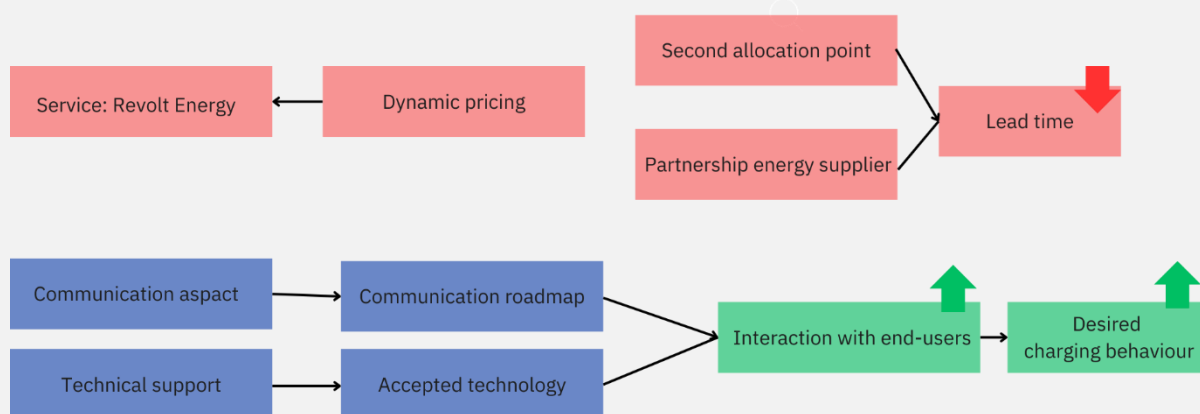 Second allocation point
Service: Revolt Energy
Dynamic pricing
Lead time
Partnership energy supplier
Communication aspact
Communication roadmap
Interaction with end-users
Desired
charging behaviour
Technical support
Accepted technology